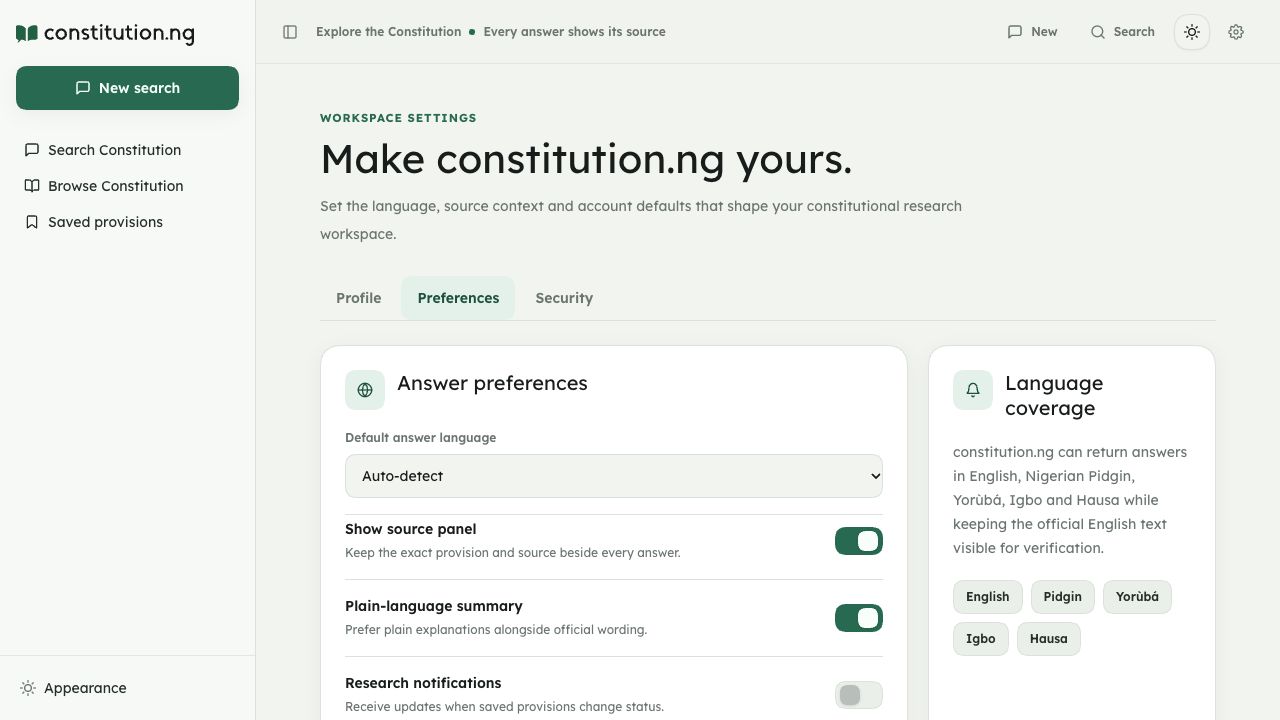 constitution.ng
New search
Search Constitution
Browse Constitution
Saved provisions
Appearance
Explore the Constitution • Every answer shows its source
New
Search
WORKSPACE SETTINGS
Make constitution.ng yours.
Set the language, source context and account defaults that shape your constitutional research
workspace.
Profile
Preferences
Security
Answer preferences
Default answer language
Auto-detect
Show source panel
Keep the exact provision and source beside every answer.
Plain-language summary
Prefer plain explanations alongside official wording.
Research notifications
Receive updates when saved provisions change status.
Language
coverage
constitution.ng can return answers
in English, Nigerian Pidgin,
Yorùbá, Igbo and Hausa while
keeping the official English text
visible for verification.
English
Pidgin
Yorùbá
Igbo
Hausa